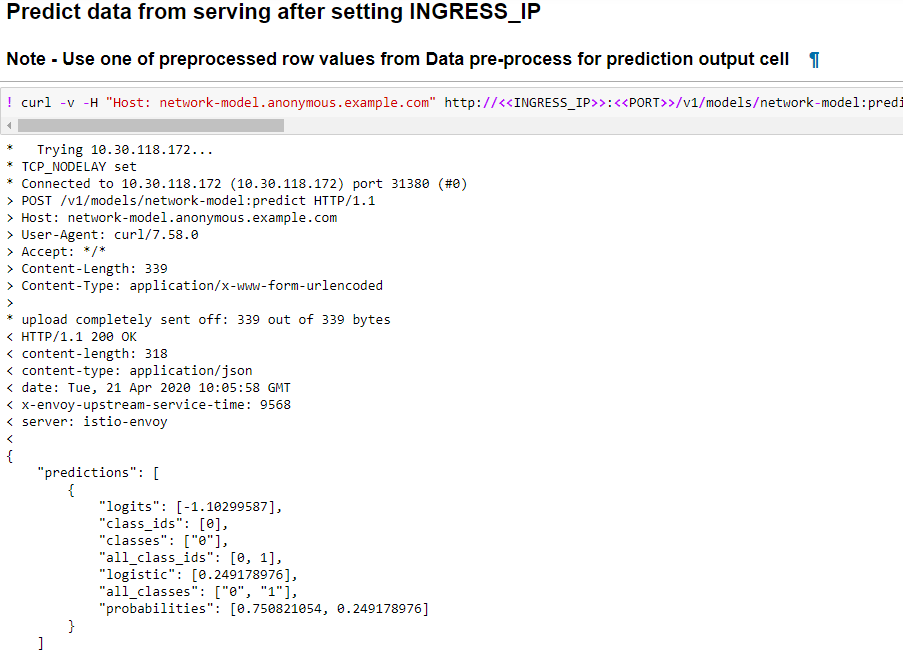 Predict data from serving after setting INGRESS_IP
Note - Use one of preprocessed row values from Data pre-process for prediction output cell ¶
! curl -v -H "Host: network-model.anonymous.example.com" http://<<INGRESS_IP>>:<<PORT>>/v1/models/network-model:predi
*   Trying 10.30.118.172...
* TCP_NODELAY set
* Connected to 10.30.118.172 (10.30.118.172) port 31380 (#0)
> POST /v1/models/network-model:predict HTTP/1.1
> Host: network-model.anonymous.example.com
> User-Agent: curl/7.58.0
> Accept: */*
> Content-Length: 339
> Content-Type: application/x-www-form-urlencoded
>
* upload completely sent off: 339 out of 339 bytes
< HTTP/1.1 200 OK
< content-length: 318
< content-type: application/json
< date: Tue, 21 Apr 2020 10:05:58 GMT
< x-envoy-upstream-service-time: 9568
< server: istio-envoy
<
{
    "predictions": [
        {
            "logits": [-1.10299587],
            "class_ids": [0],
            "classes": ["0"],
            "all_class_ids": [0, 1],
            "logistic": [0.249178976],
            "all_classes": ["0", "1"],
            "probabilities": [0.750821054, 0.249178976]
        }
    ]